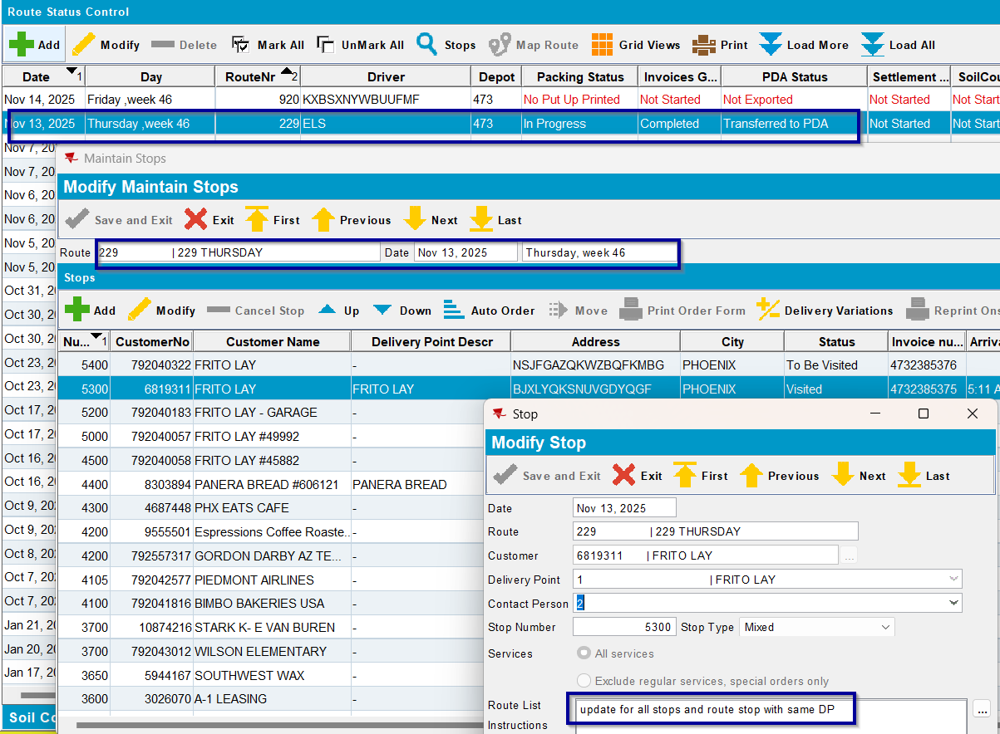 Route Status Control
Add Modify Delete Mark All UnMark All Stops Map Route Grid Views Print Load More Load All
Date 1 Day RouteNr 2 Driver Depot Packing Status Invoices G... PDA Status Settlement ... SoilCou
Nov 14, 2025 Friday ,week 46 920 KXBSXNYWBUUFMF 473 No Put Up Printed Not Started Not Exported Not Started Not Start
Nov 13, 2025 Thursday ,week 46 229 ELS 473 In Progress Completed Transferred to PDA Not Started Not Start
Nov 7, 20
Nov 7, 20
Nov 6, 20
Nov 6, 20
Nov 5, 20
Nov 5, 20
Oct 31, 2
Oct 30, 2
Oct 30, 2
Oct 23, 2
Oct 23, 2
Oct 17, 2
Oct 17, 2
Oct 16, 2
Oct 16, 2
Oct 9, 20
Oct 9, 20
Oct 8, 20
Oct 7, 20
Oct 7, 20
Jan 21, 2
Jan 20, 2
Jan 17, 2
Soil Co
Maintain Stops
Modify Maintain Stops
Save and Exit Exit First Previous Next Last
Route 229 | 229 THURSDAY Date Nov 13, 2025 Thursday, week 46
Stops
Add Modify Cancel Stop Up Down Auto Order Move Print Order Form Delivery Variations Reprint Ons
Nu... 1 CustomerNo Customer Name Delivery Point Descr Address City Status Invoice nu... Arriva
5400 792040322 FRITO LAY - NSJFGAZQKWZBQFKMBG PHOENIX To Be Visited 4732385376
5300 6819311 FRITO LAY FRITO LAY BJXLYQKSNUVGDYQGF PHOENIX Visited 4732385375 5:11 A
5200 792040183 FRITO LAY - GARAGE -
5000 792040057 FRITO LAY #49992 -
4500 792040058 FRITO LAY #45882 -
4400 8303894 PANERA BREAD #606121 PANERA BREAD
4300 4687448 PHX EATS CAFE -
4200 9555501 Espressions Coffee Roaste... -
4200 792557317 GORDON DARBY AZ TE... -
4105 792042577 PIEDMONT AIRLINES -
4100 792041816 BIMBO BAKERIES USA -
3700 10874216 STARK K- E VAN BUREN -
3700 792043012 WILSON ELEMENTARY -
3650 5944167 SOUTHWEST WAX -
3600 3026070 A-1 LEASING -
Stop
Modify Stop
Save and Exit Exit First Previous Next Last
Date Nov 13, 2025
Route 229 | 229 THURSDAY
Customer 6819311 | FRITO LAY ...
Delivery Point 1 | FRITO LAY
Contact Person 2
Stop Number 5300 Stop Type Mixed
Services All services
Exclude regular services, special orders only
Route List update for all stops and route stop with same DP ...
Instructions